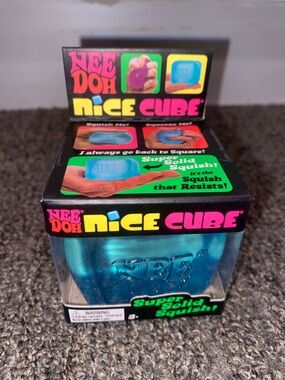 NEE
DOH
NiCE CUBE
Squish Me!
Squeeze Me!
I always go back to Square!
Super
Solid
Squish!
It's the
Squish
that Resists!
NEE
DOH
NiCE CUBE
WARNING
Super
Solid
Squish!